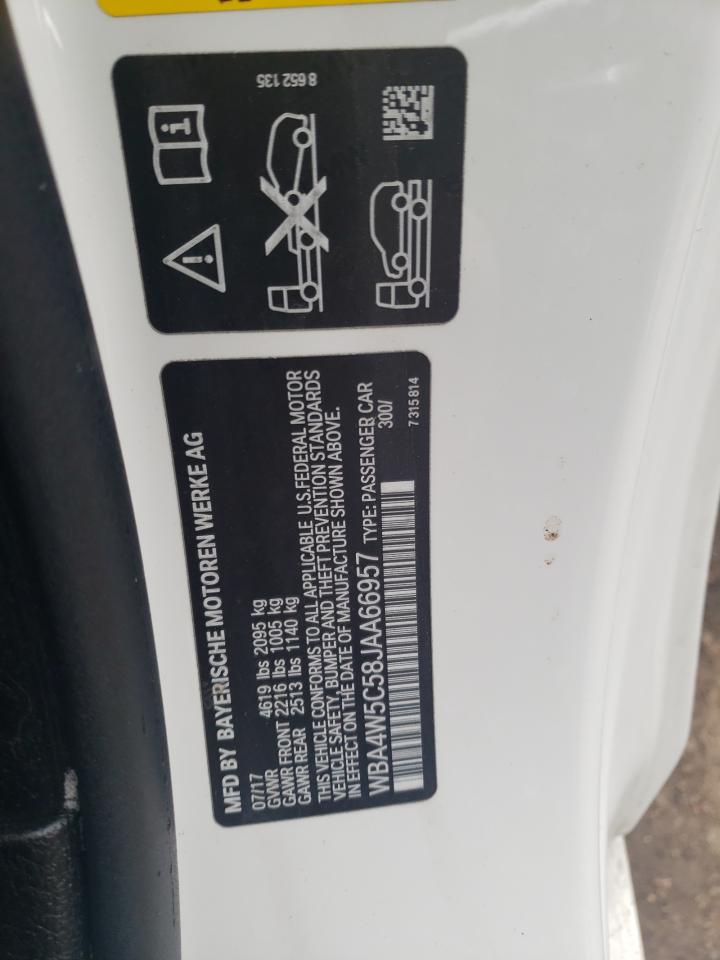 8 652 135
MFD BY BAYERISCHE MOTOREN WERKE AG
07/17
GVWR 4619 lbs 2095 kg
GAWR FRONT 2216 lbs 1005 kg
GAWR REAR 2513 lbs 1140 kg
THIS VEHICLE CONFORMS TO ALL APPLICABLE U.S.FEDERAL MOTOR
VEHICLE SAFETY, BUMPER AND THEFT PREVENTION STANDARDS
IN EFFECT ON THE DATE OF MANUFACTURE SHOWN ABOVE.
WBA4W5C58JAA66957 TYPE: PASSENGER CAR
300/
7 315 814